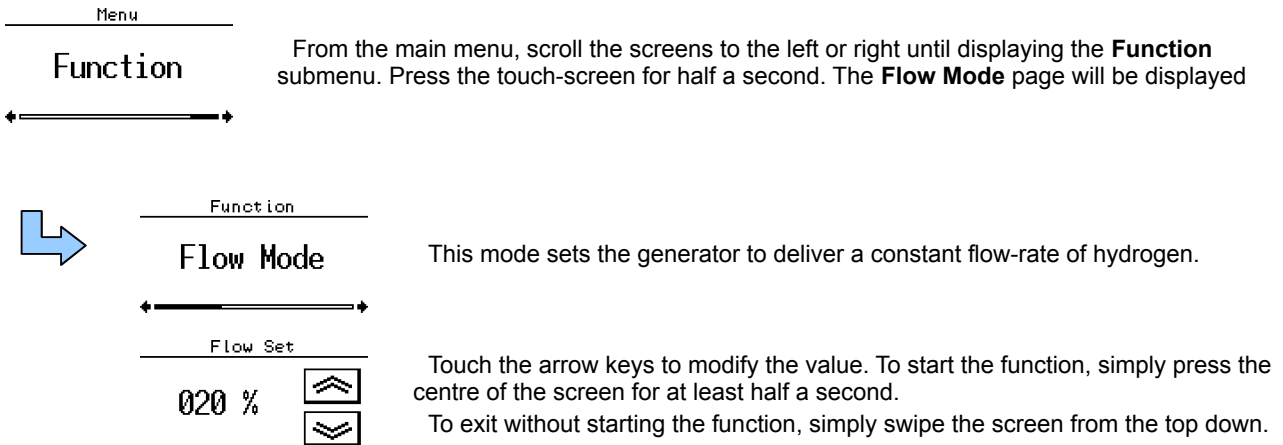 Menu
Function
From the main menu, scroll the screens to the left or right until displaying the Function
submenu. Press the touch-screen for half a second. The Flow Mode page will be displayed
Function
Flow Mode
This mode sets the generator to deliver a constant flow-rate of hydrogen.
Flow Set
020 %
Touch the arrow keys to modify the value. To start the function, simply press the
centre of the screen for at least half a second.
To exit without starting the function, simply swipe the screen from the top down.